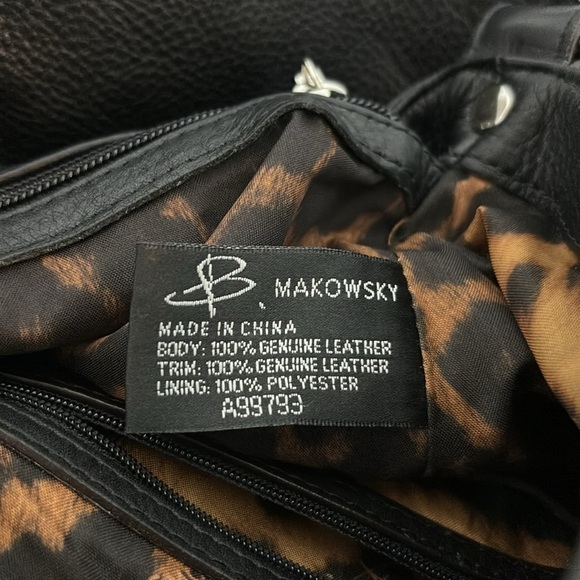 B. MAKOWSKY
MADE IN CHINA
BODY: 100% GENUINE LEATHER
TRIM: 100% GENUINE LEATHER
LINING: 100% POLYESTER
A99793